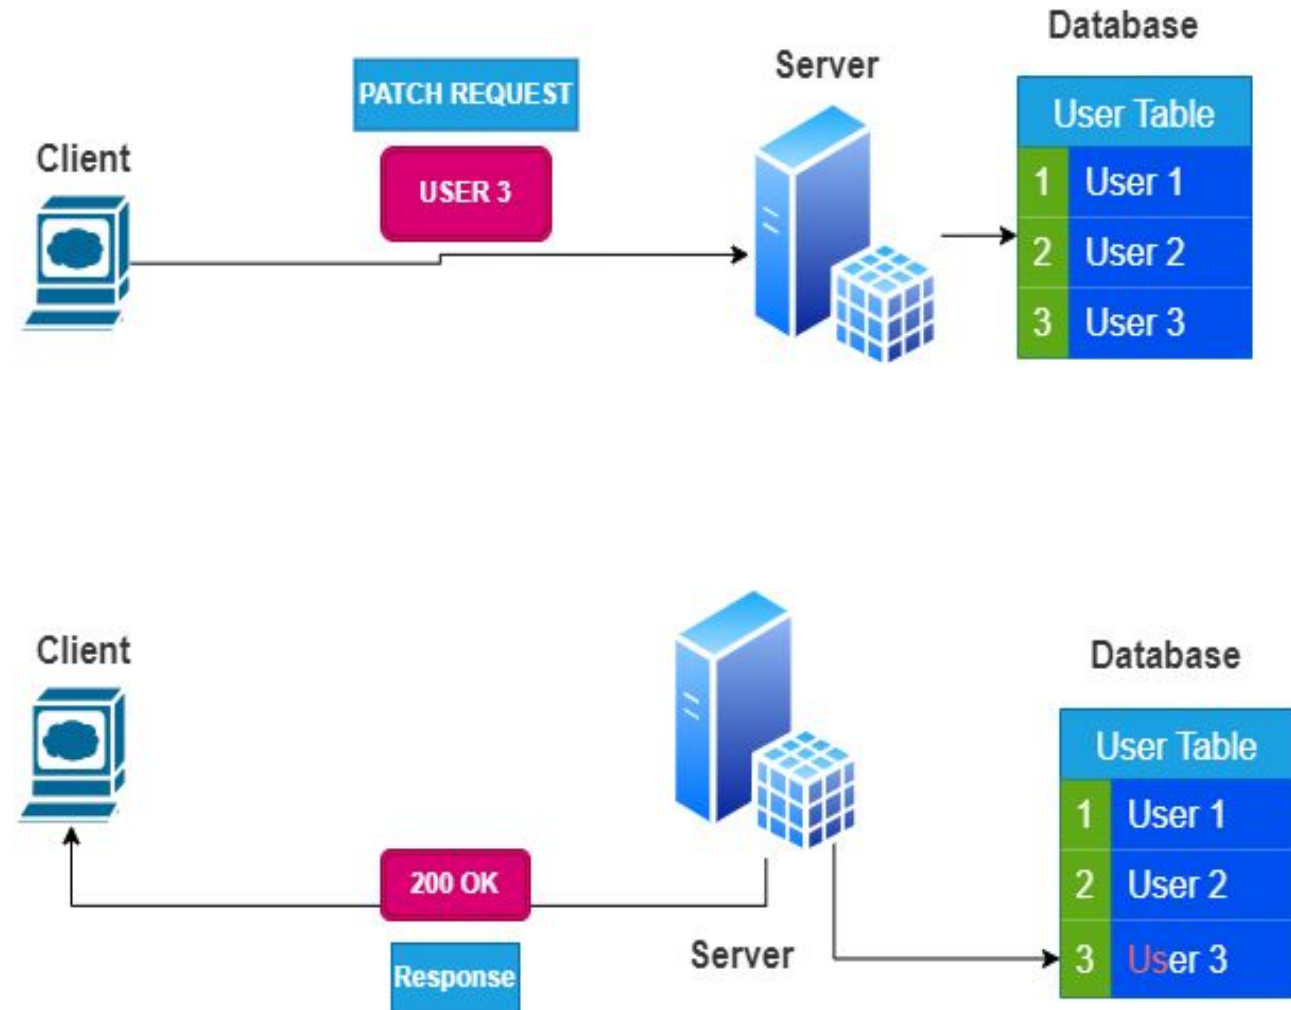 Database
Server
PATCH REQUEST
User Table
Client
USER 3
1 User 1
2 User 2
3 User 3
Client
Database
User Table
1 User 1
2 User 2
200 OK
Server
3 User 3
Response